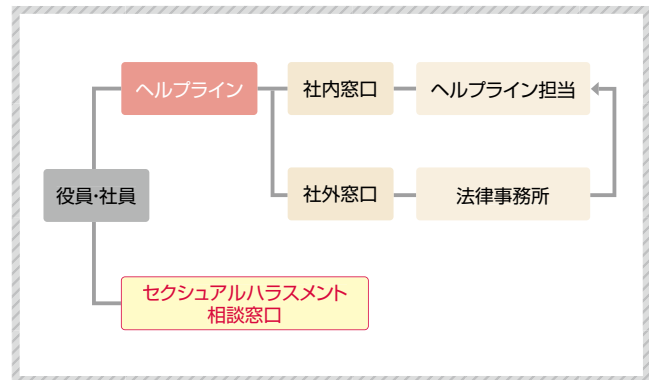 ヘルプライン
社内窓口
ヘルプライン担当
役員・社員
社外窓口
法律事務所
セクシュアルハラスメント
相談窓口